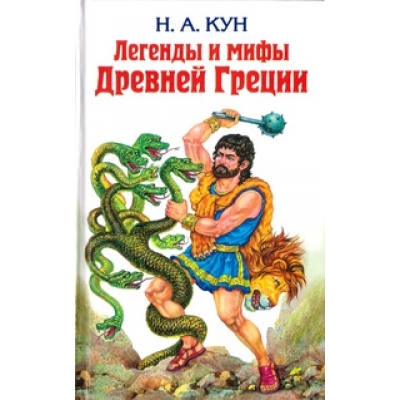 Н. А. КУН
Легенды и мифы
Древней Греции